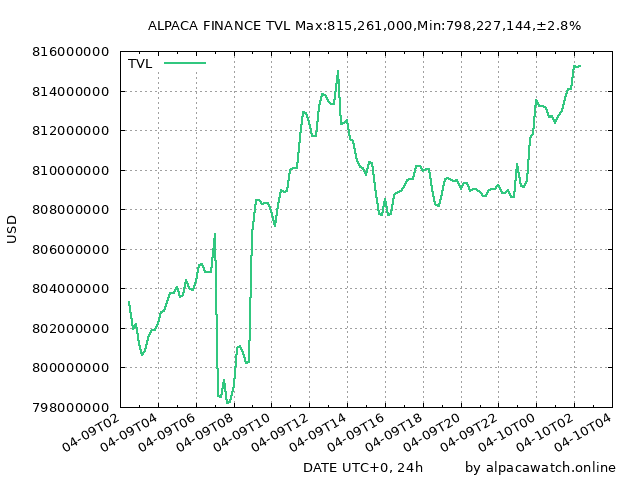 ALPACA FINANCE TVL Max:815,261,000,Min:798,227,144,±2.8%
816000000
TVL
814000000
812000000
810000000
808000000
USD
806000000
804000000
802000000
800000000
798000000
04-09T02
04-09T04
04-09T06
04-09T08
04-09T10
04-09T12
04-09T14
04-09T16
04-09T18
04-09T20
04-09T22
04-10T00
04-10T02
04-10T04
DATE UTC+0, 24h
by alpacawatch.online